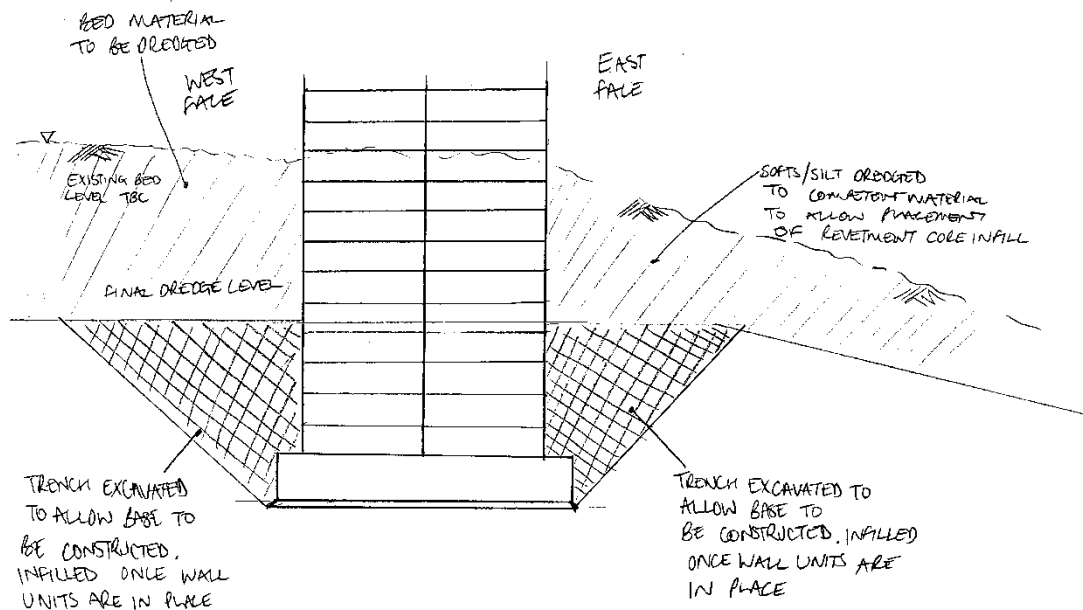 BED MATERIAL
TO BE DREDGED
WEST
FACE
EAST
FACE
EXISTING BED
LEVEL TBC
SOFTS/SILT DREDGED
TO COMPETENT MATERIAL
TO ALLOW PLACEMENT
OF REVETMENT CORE INFILL
FINAL DREDGE LEVEL
TRENCH EXCAVATED
TO ALLOW BASE TO
BE CONSTRUCTED.
INFILLED ONCE WALL
UNITS ARE IN PLACE
TRENCH EXCAVATED TO
ALLOW BASE TO
BE CONSTRUCTED. INFILLED
ONCE WALL UNITS ARE
IN PLACE